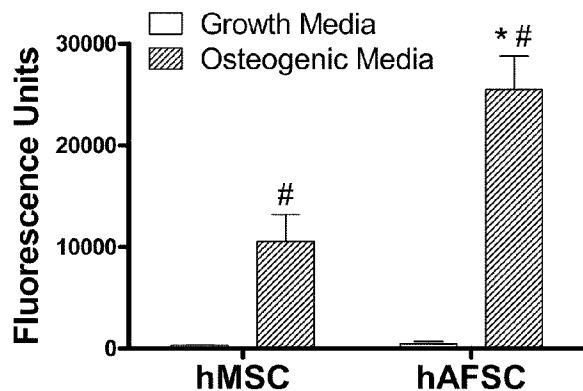 Growth Media
Osteogenic Media
Fluorescence Units
30000
20000
10000
0
#
* #
hMSC
hAFSC